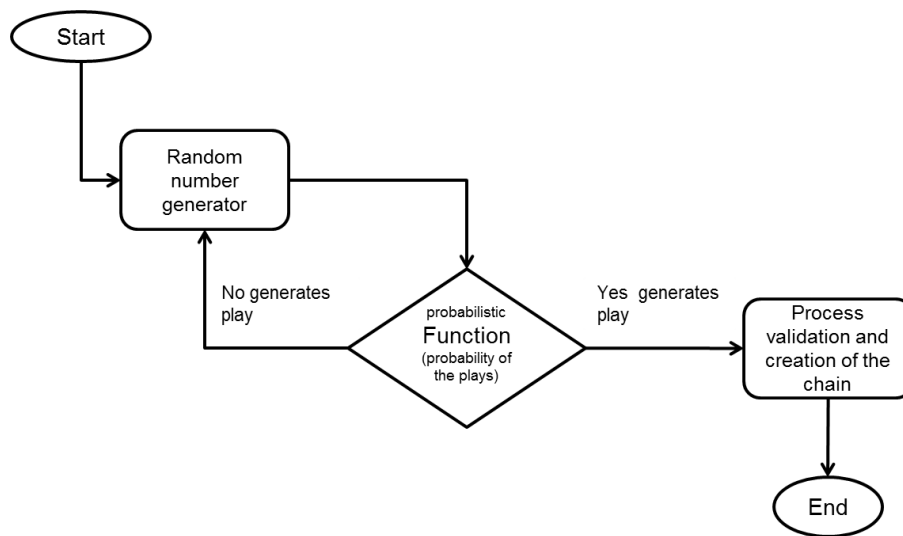 Start
Random
number
generator
No generates
play
probabilistic
Function
(probability of
the plays)
Yes  generates
play
Process
validation and
creation of the
chain
End